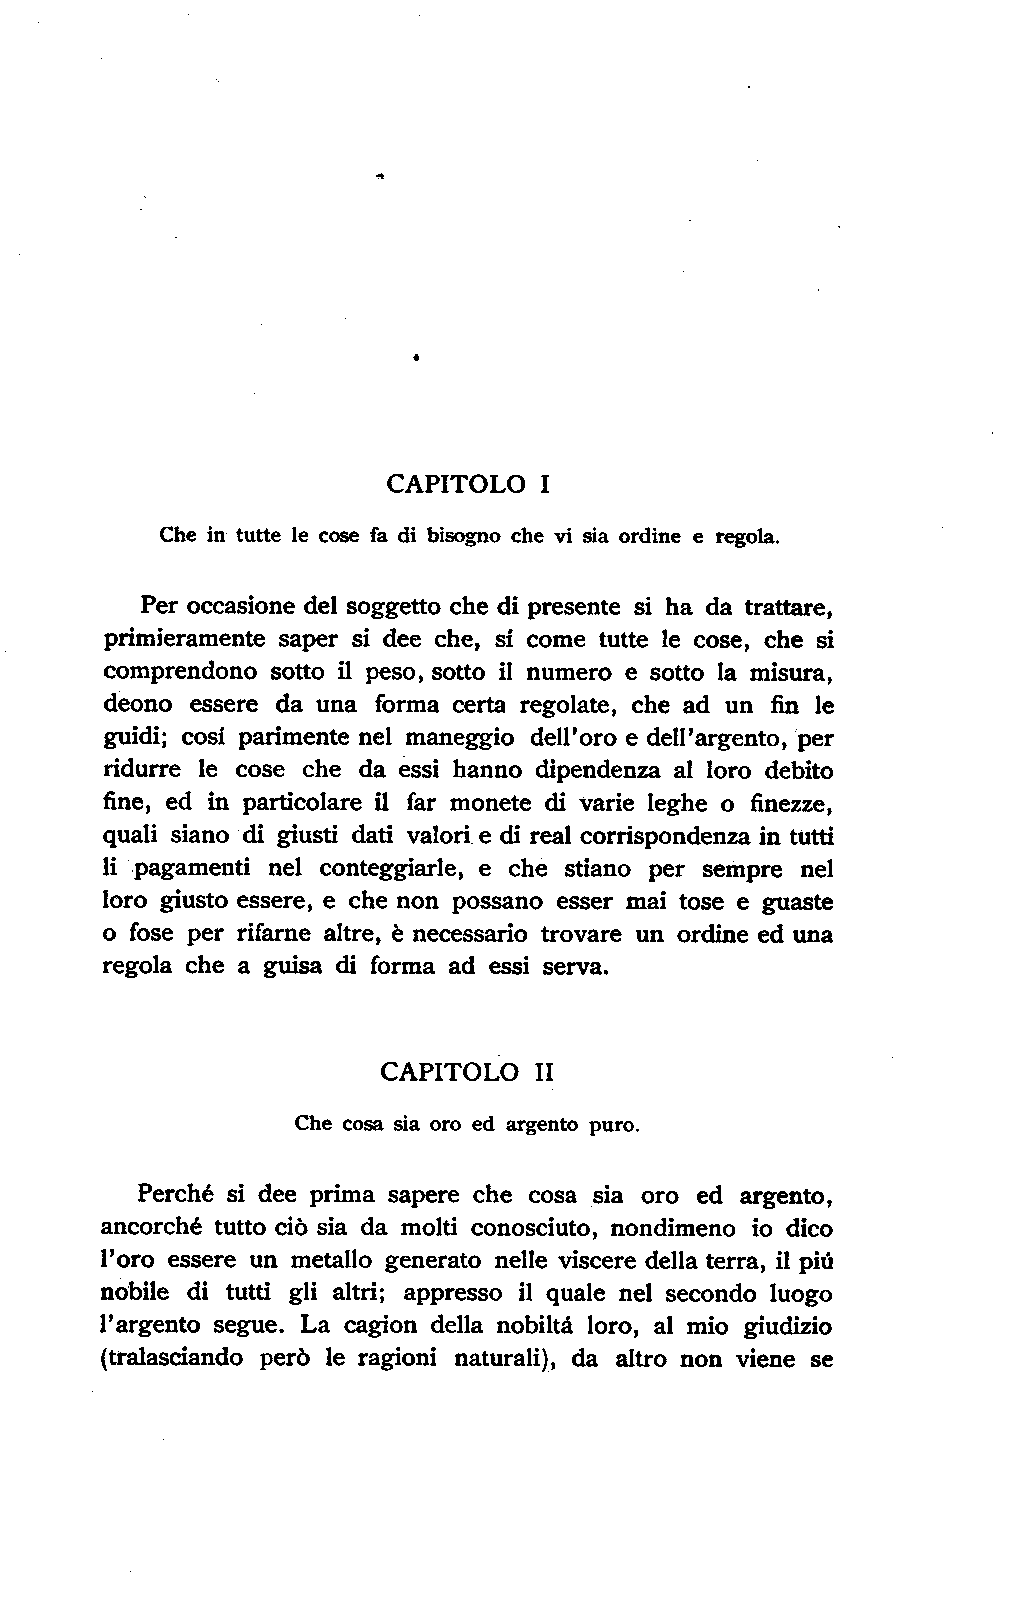 CAPITOLO I
Che in tutte le cose fa di bisogno che vi sia ordine e regola.
Per occasione del soggetto che di presente si ha da trattare,
primieramente saper si dee che, sí come tutte le cose, che si
comprendono sotto il peso, sotto il numero e sotto la misura,
deono essere da una forma certa regolate, che ad un fin le
guidi; cosí parimente nel maneggio dell'oro e dell'argento, per
ridurre le cose che da essi hanno dipendenza al loro debito
fine, ed in particolare il far monete di varie leghe o finezze,
quali siano di giusti dati valori e di real corrispondenza in tutti
li pagamenti nel conteggiarle, e che stiano per sempre nel
loro giusto essere, e che non possano esser mai tose e guaste
o fose per rifarne altre, è necessario trovare un ordine ed una
regola che a guisa di forma ad essi serva.
CAPITOLO II
Che cosa sia oro ed argento puro.
Perché si dee prima sapere che cosa sia oro ed argento,
ancorché tutto ciò sia da molti conosciuto, nondimeno io dico
l'oro essere un metallo generato nelle viscere della terra, il piú
nobile di tutti gli altri; appresso il quale nel secondo luogo
l'argento segue. La cagion della nobiltá loro, al mio giudizio
(tralasciando però le ragioni naturali), da altro non viene se